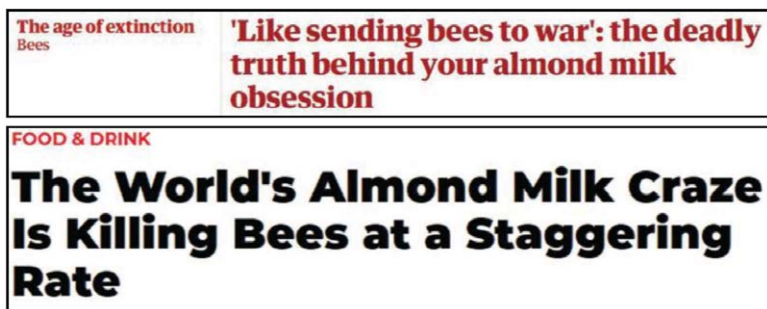 The age of extinction
Bees
'Like sending bees to war': the deadly
truth behind your almond milk
obsession
FOOD & DRINK
The World's Almond Milk Craze
Is Killing Bees at a Staggering
Rate